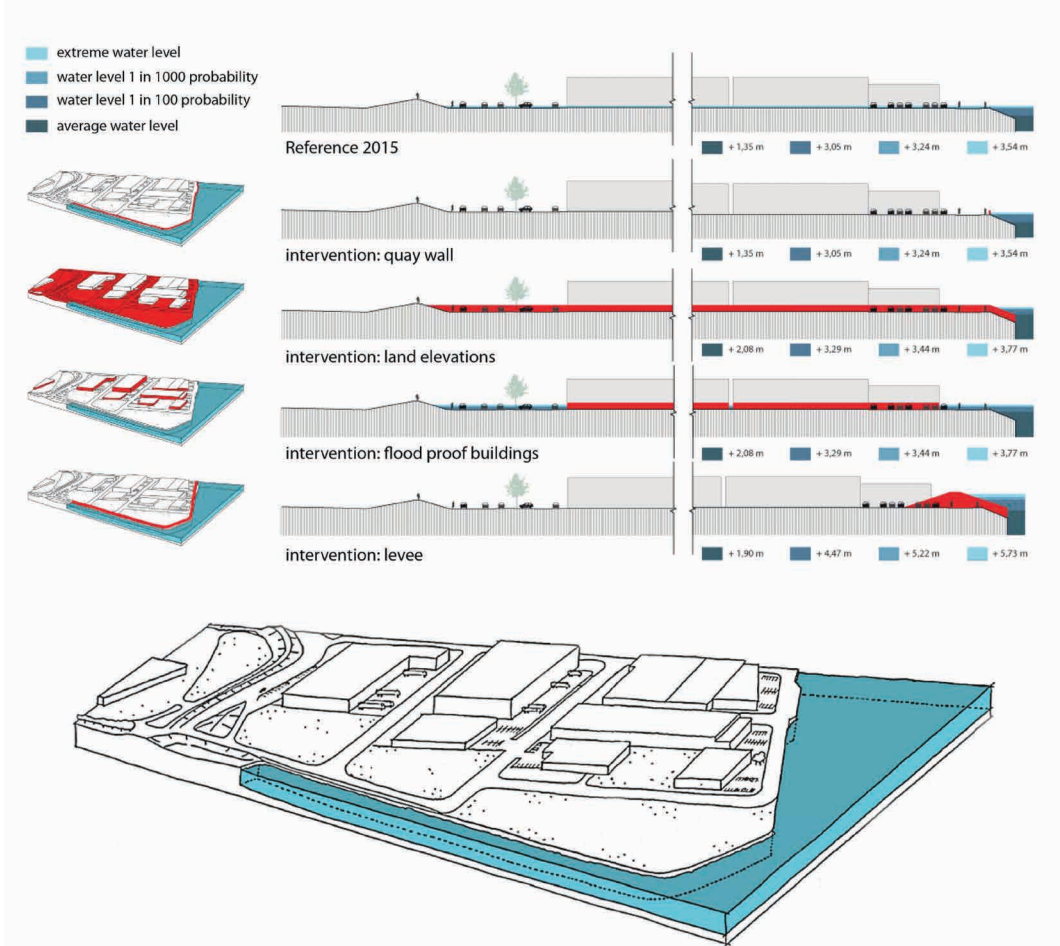 extreme water level
water level 1 in 1000 probability
water level 1 in 100 probability
average water level
Reference 2015
+ 1,35 m
+ 3,05 m
+ 3,24 m
+ 3,54 m
intervention: quay wall
+ 1,35 m
+ 3,05 m
+ 3,24 m
+ 3,54 m
intervention: land elevations
+ 2,08 m
+ 3,29 m
+ 3,44 m
+ 3,77 m
intervention: flood proof buildings
+ 2,08 m
+ 3,29 m
+ 3,44 m
+ 3,77 m
intervention: levee
+ 1,90 m
+ 4,47 m
+ 5,22 m
+ 5,73 m